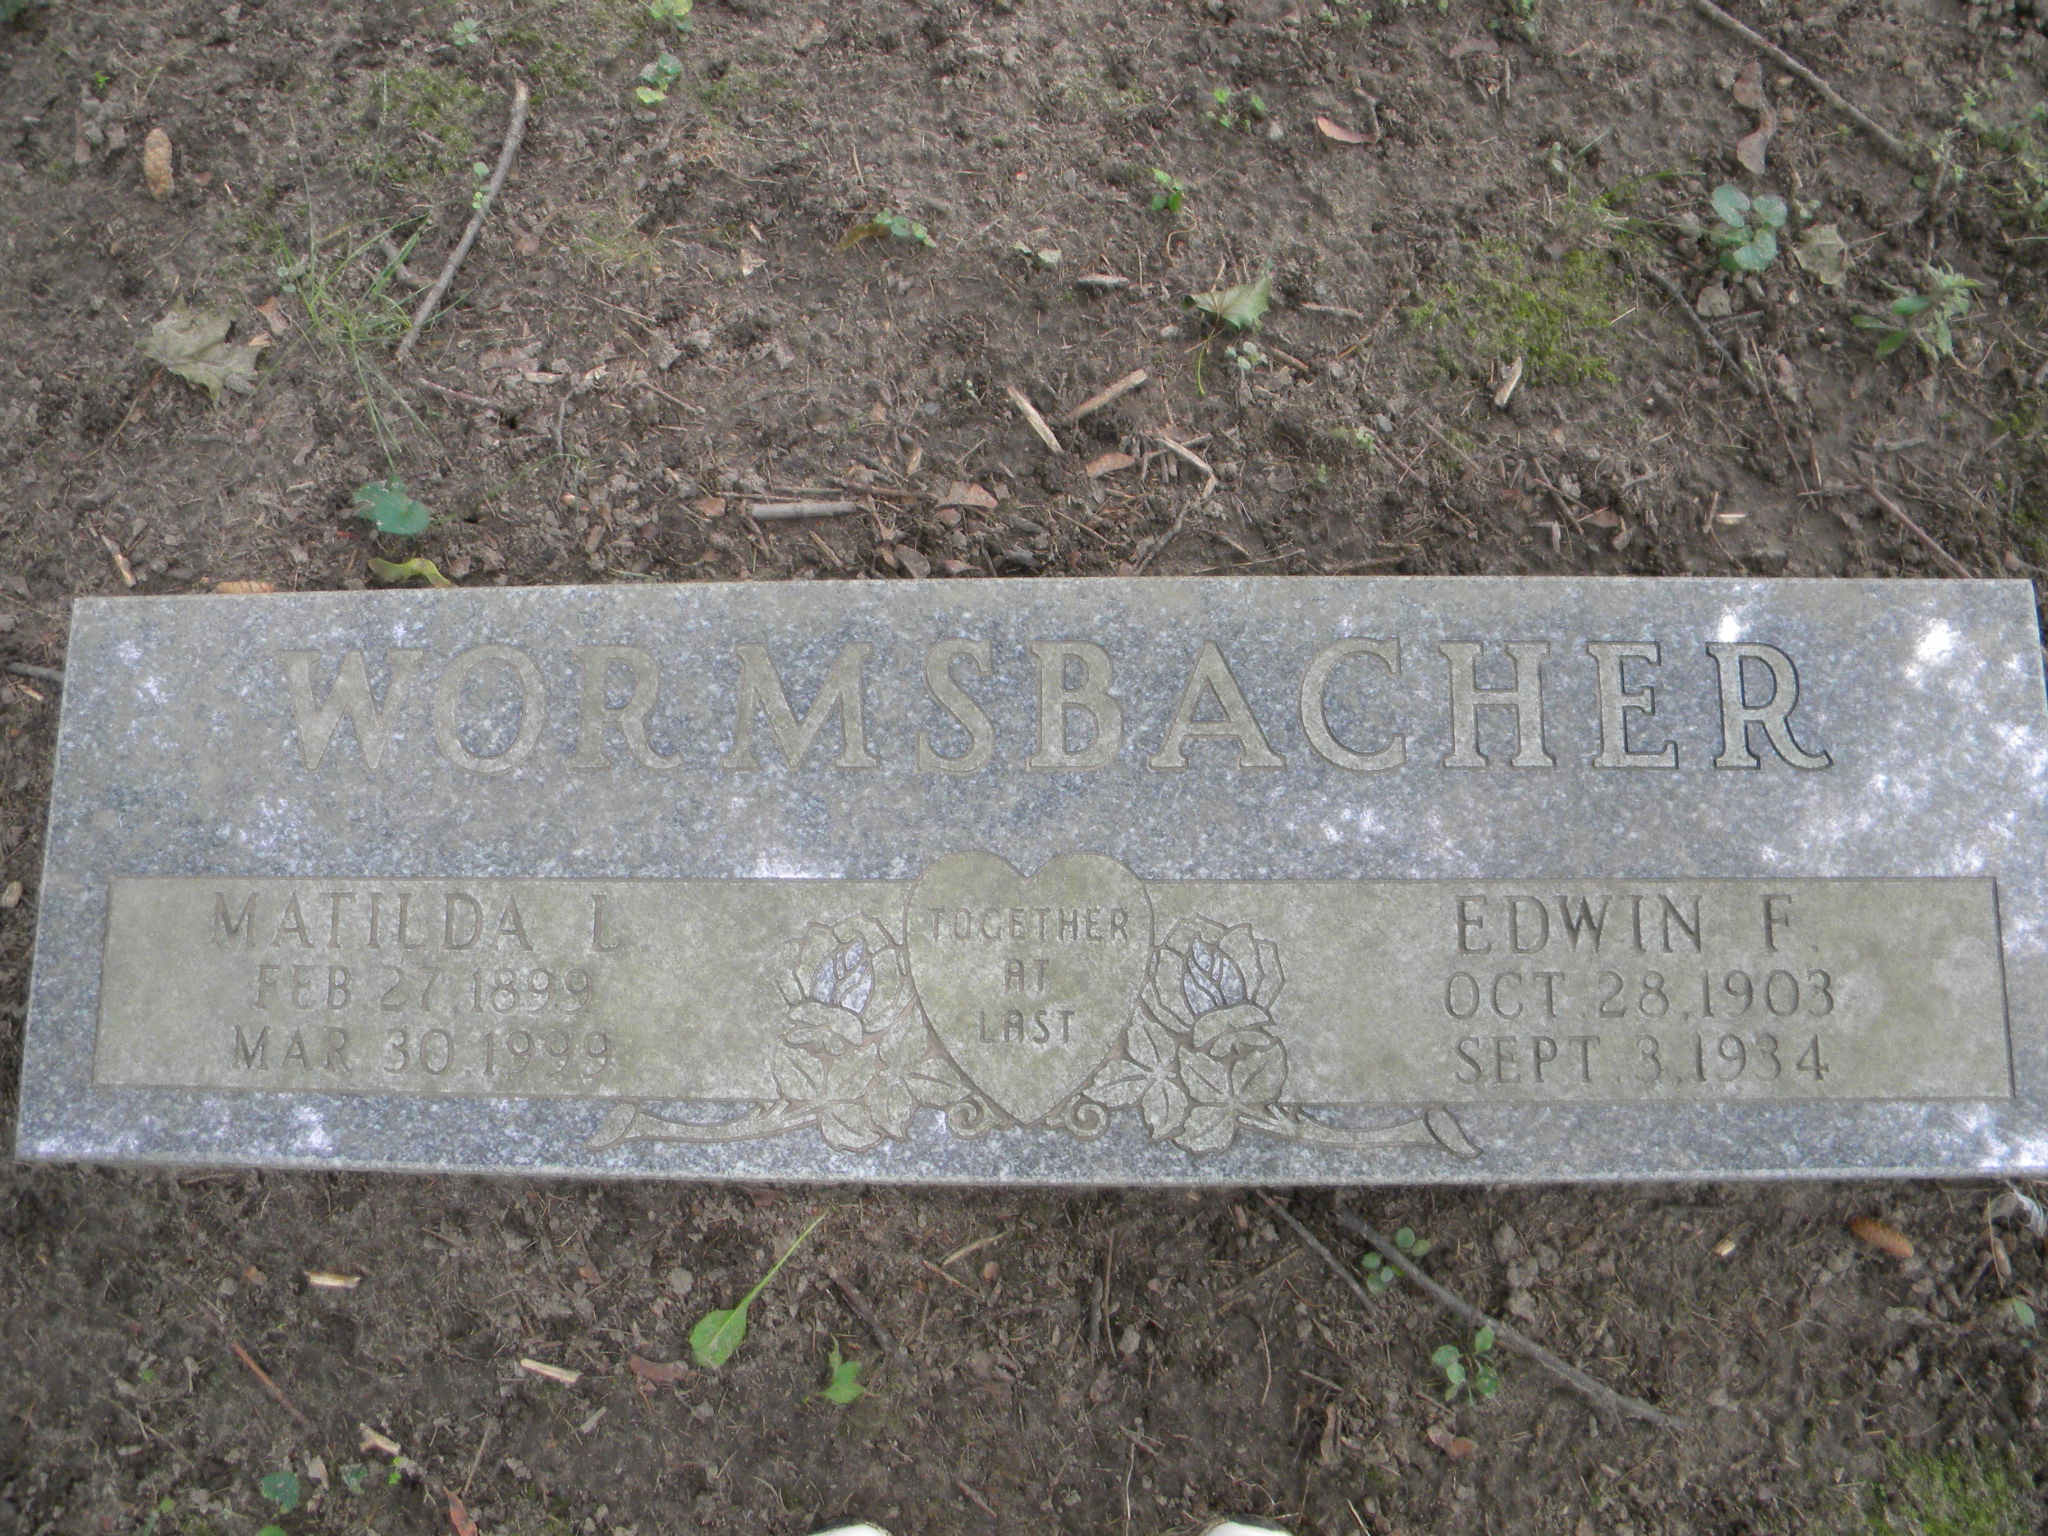 WORMSBACHER
MATILDA L
FEB 27, 1899
MAR 30, 1999
TOGETHER
AT
LAST
EDWIN F.
OCT. 28, 1903
SEPT. 3, 1934